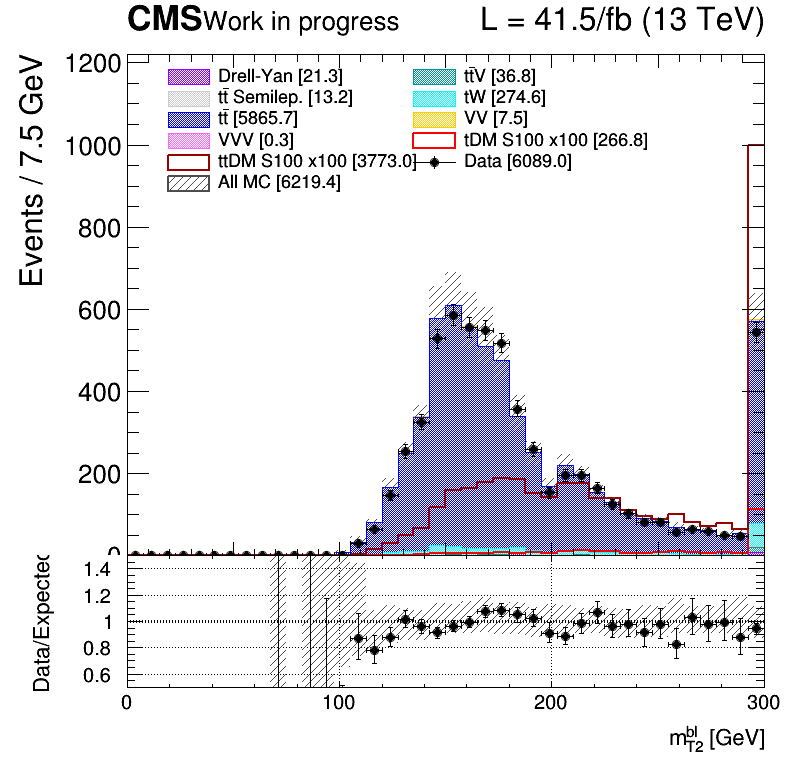 CMS Work in progress L = 41.5/fb (13 TeV)
Events / 7.5 GeV
1200
1000
800
600
400
200
0
Drell-Yan [21.3] tt̄V [36.8]
tt̄ Semilep. [13.2] tW [274.6]
tt̄ [5865.7] VV [7.5]
VVV [0.3] tDM S100 x100 [266.8]
ttDM S100 x100 [3773.0] Data [6089.0]
All MC [6219.4]
Data/Expected
1.4
1.2
1
0.8
0.6
0 100 200 300
m_{T2}^{bl} [GeV]